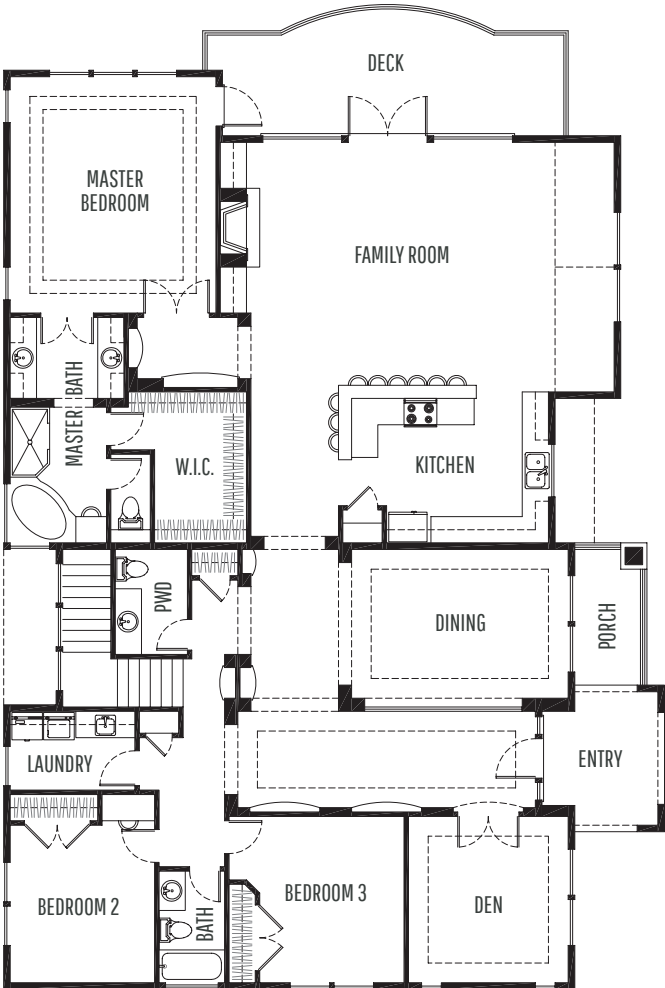 DECK
MASTER
BEDROOM
FAMILY ROOM
MASTER BATH
W.I.C.
KITCHEN
PWD
DINING
PORCH
LAUNDRY
ENTRY
BEDROOM 2
BATH
BEDROOM 3
DEN